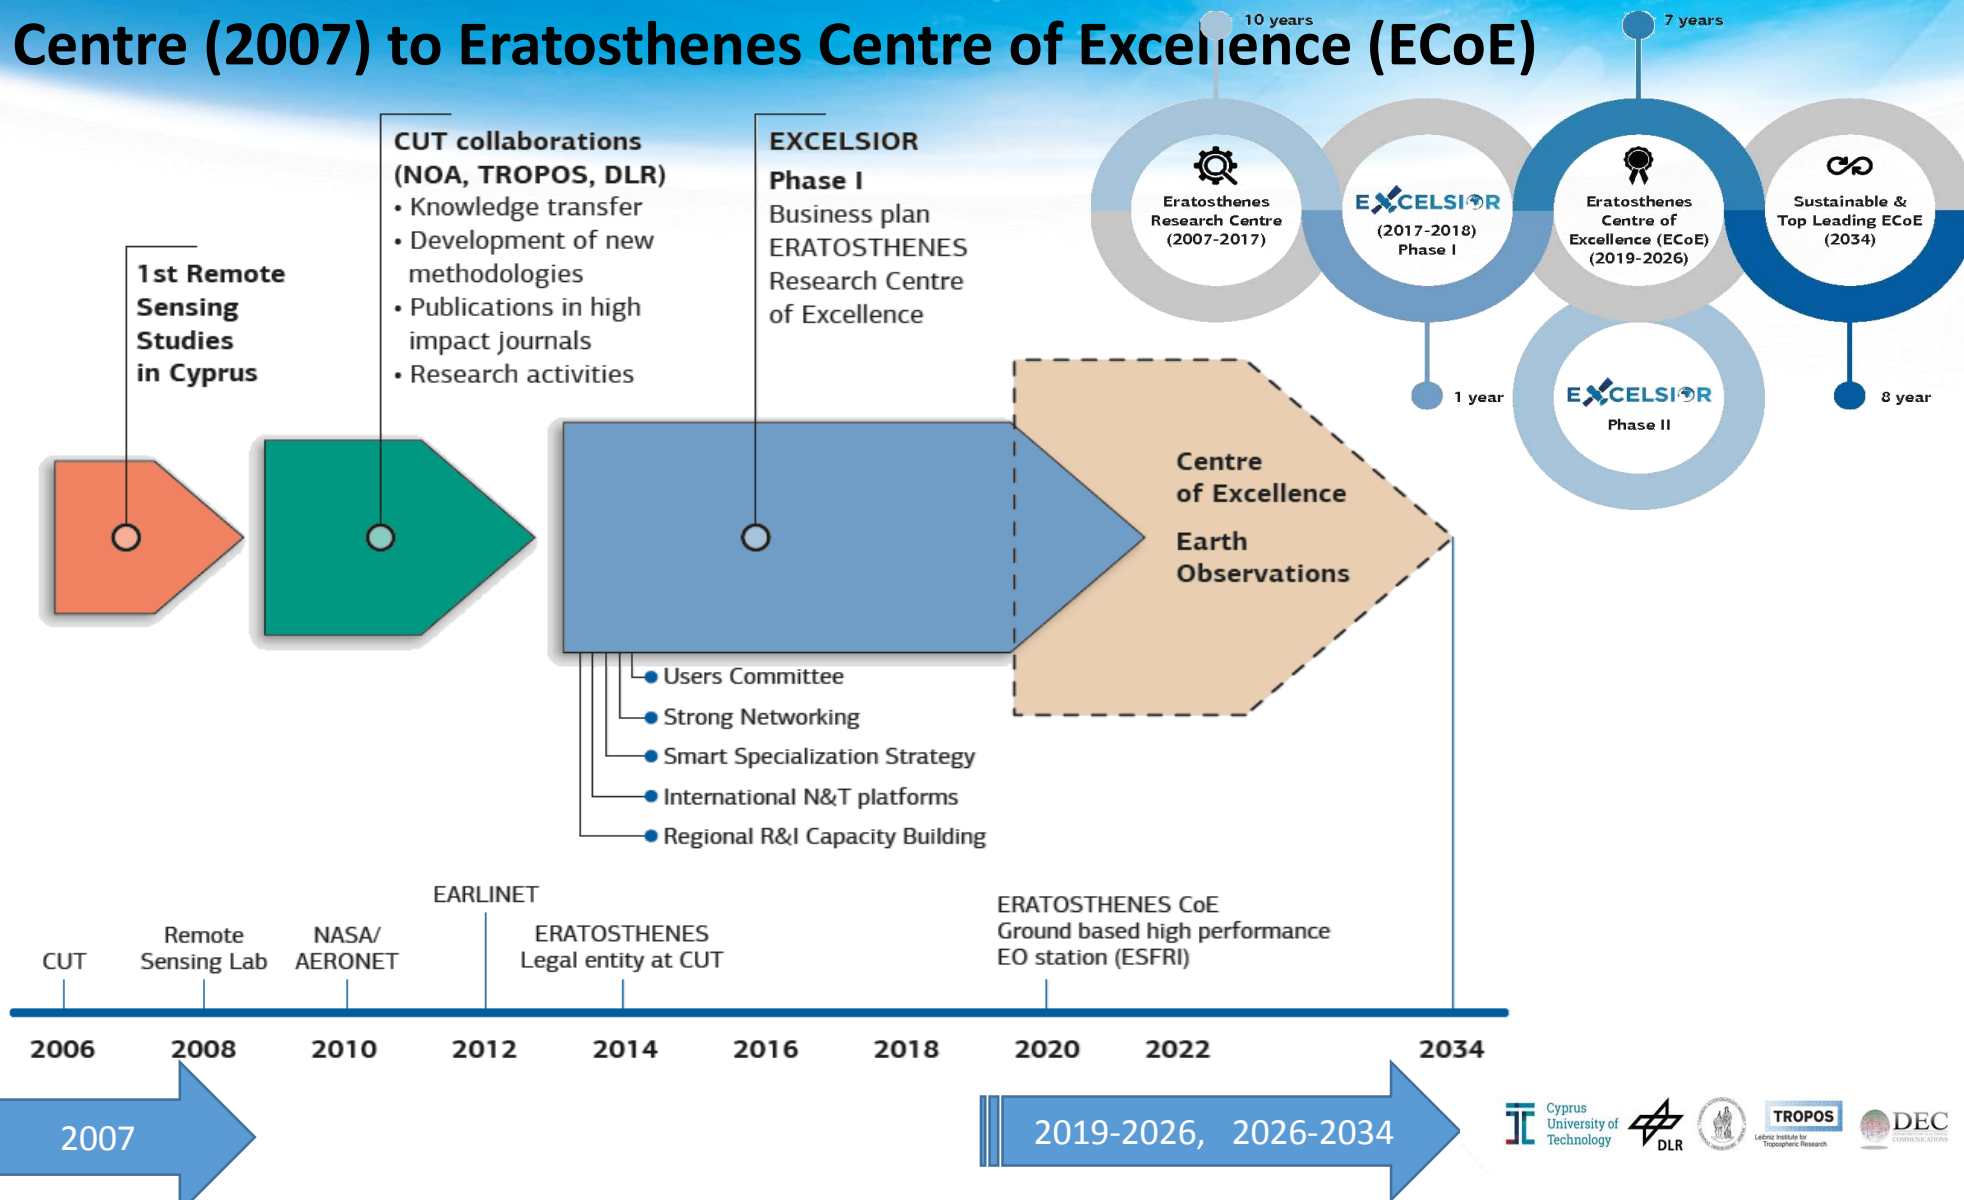 Centre (2007) to Eratosthenes Centre of Excellence (ECoE)
10 years
7 years
Eratosthenes
Research Centre
(2007-2017)
EXCELSIOR
(2017-2018)
Phase I
Eratosthenes
Centre of
Excellence (ECoE)
(2019-2026)
Sustainable &
Top Leading ECoE
(2034)
1 year
8 year
EXCELSIOR
Phase II
1st Remote
Sensing
Studies
in Cyprus
CUT collaborations
(NOA, TROPOS, DLR)
• Knowledge transfer
• Development of new
methodologies
• Publications in high
impact journals
• Research activities
EXCELSIOR
Phase I
Business plan
ERATOSTHENES
Research Centre
of Excellence
Centre
of Excellence
Earth
Observations
Users Committee
Strong Networking
Smart Specialization Strategy
International N&T platforms
Regional R&I Capacity Building
CUT
Remote
Sensing Lab
NASA/
AERONET
EARLINET
ERATOSTHENES
Legal entity at CUT
ERATOSTHENES CoE
Ground based high performance
EO station (ESFRI)
2006
2008
2010
2012
2014
2016
2018
2020
2022
2034
2007
2019-2026, 2026-2034
Cyprus
University of
Technology
DLR
TROPOS
Leibniz Institute for
Tropospheric Research
DEC
COMMUNICATIONS